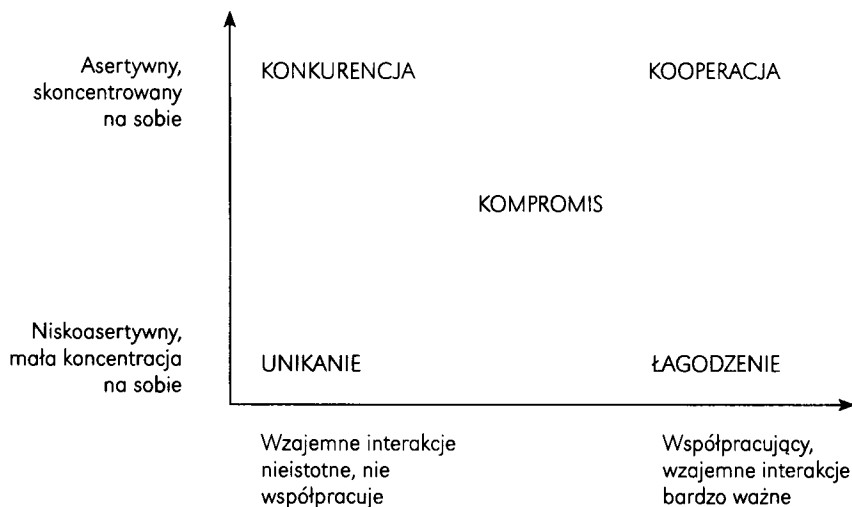 Asertywny,
skoncentrowany
na sobie
KONKURENCJA
KOOPERACJA
KOMPROMIS
Niskoasertywny,
mała koncentracja
na sobie
UNIKANIE
ŁAGODZENIE
Wzajemne interakcje
nieistotne, nie
współpracuje
Współpracujący,
wzajemne interakcje
bardzo ważne